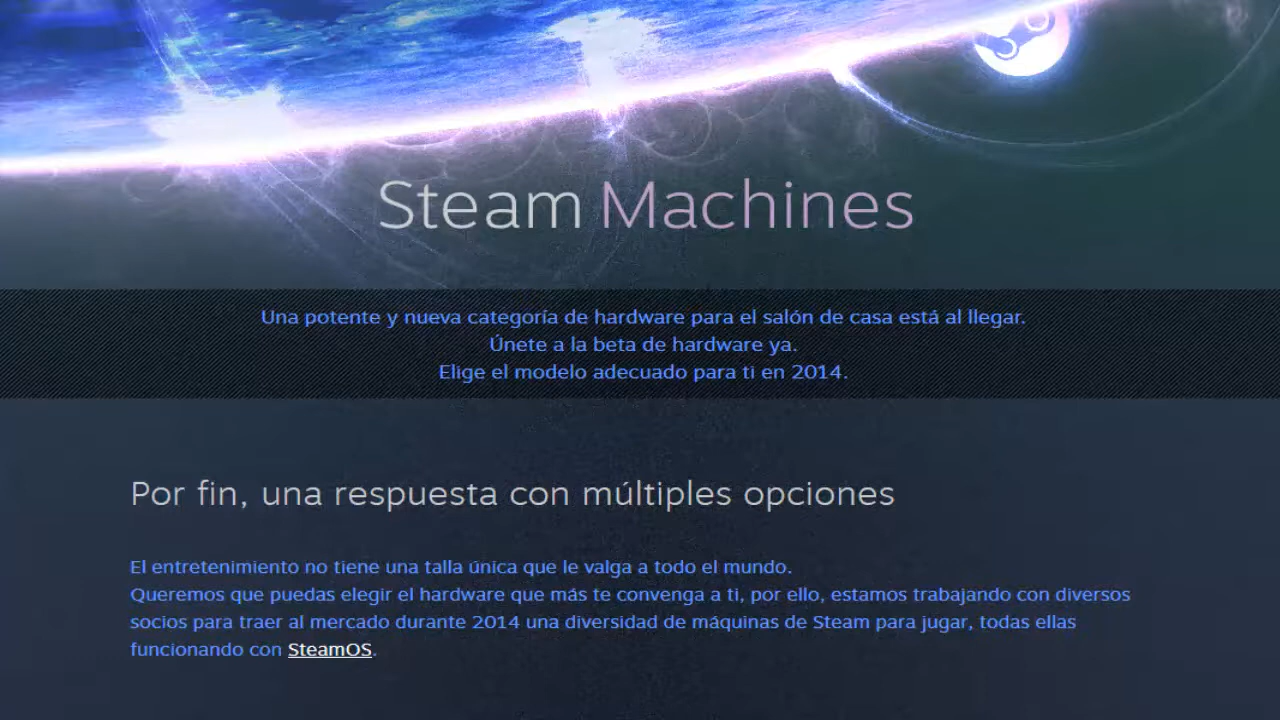 Steam Machines
Una potente y nueva categoría de hardware para el salón de casa está al llegar.
Únete a la beta de hardware ya.
Elige el modelo adecuado para ti en 2014.
Por fin, una respuesta con múltiples opciones
El entretenimiento no tiene una talla única que le valga a todo el mundo.
Queremos que puedas elegir el hardware que más te convenga a ti, por ello, estamos trabajando con diversos
socios para traer al mercado durante 2014 una diversidad de máquinas de Steam para jugar, todas ellas
funcionando con SteamOS.